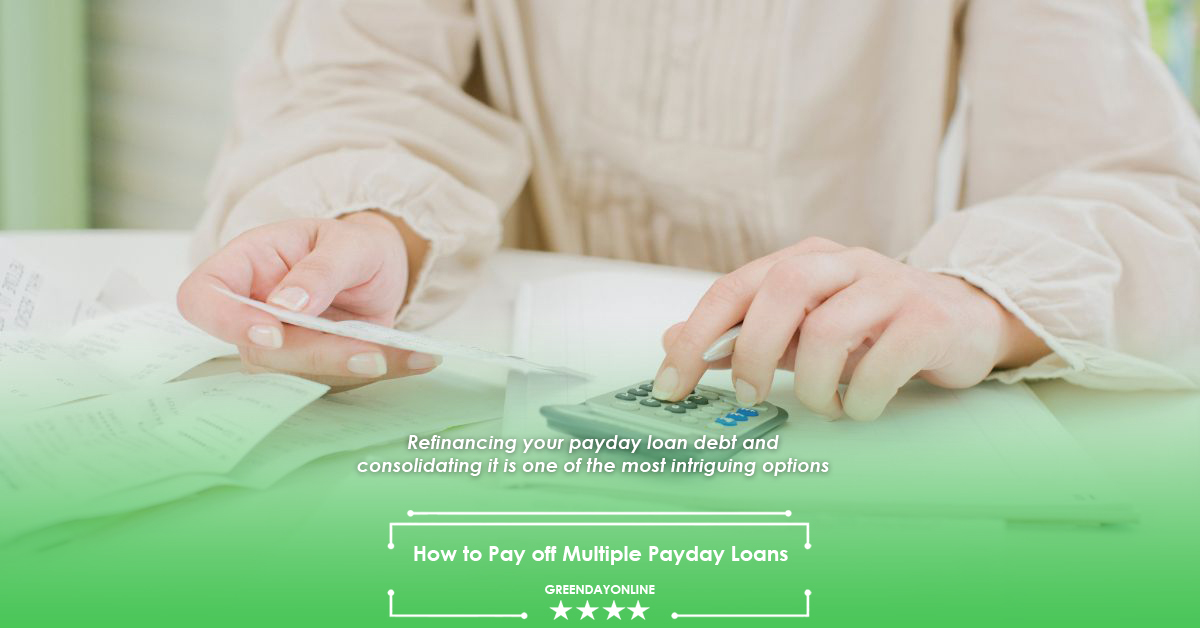 Refinancing your payday loan debt and
consolidating it is one of the most intriguing options
How to Pay off Multiple Payday Loans
GREENDAYONLINE